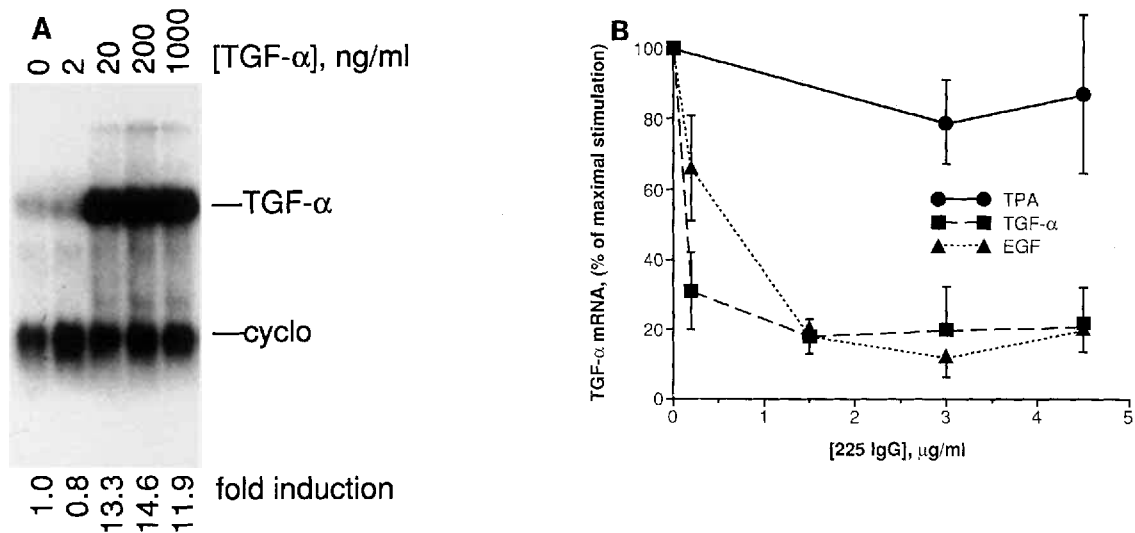 A
0 2 20 200 1000 [TGF-α], ng/ml
TGF-α
cyclo
1.0 0.8 13.3 14.6 11.9 fold induction
B
TGF-α mRNA, (% of maximal stimulation)
100
80
60
40
20
0
TPA
TGF-α
EGF
0 1 2 3 4 5
[225 IgG], μg/ml